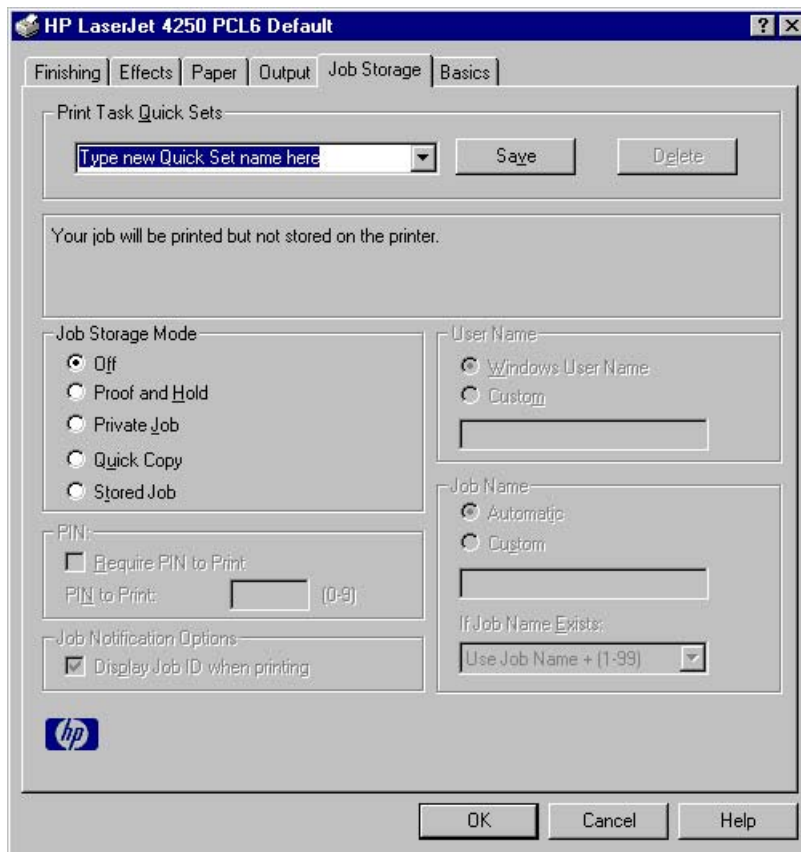 HP LaserJet 4250 PCL6 Default
Finishing Effects Paper Output Job Storage Basics
Print Task Quick Sets
Type new Quick Set name here Save Delete
Your job will be printed but not stored on the printer.
Job Storage Mode
Off
Proof and Hold
Private Job
Quick Copy
Stored Job
User Name
Windows User Name
Custom
PIN:
Require PIN to Print
PIN to Print: (0-9)
Job Name
Automatic
Custom
If Job Name Exists:
Use Job Name + (1-99)
Job Notification Options
Display Job ID when printing
hp
OK Cancel Help